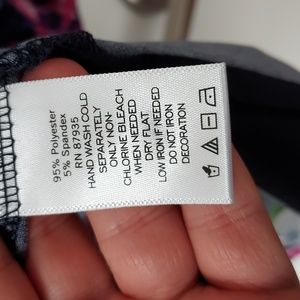 95% Polyester
5% Spandex
RN 87935
HAND WASH COLD
SEPARATELY
ONLY NON-
CHLORINE BLEACH
WHEN NEEDED
DRY FLAT
LOW IRON IF NEEDED
DO NOT IRON
DECORATION